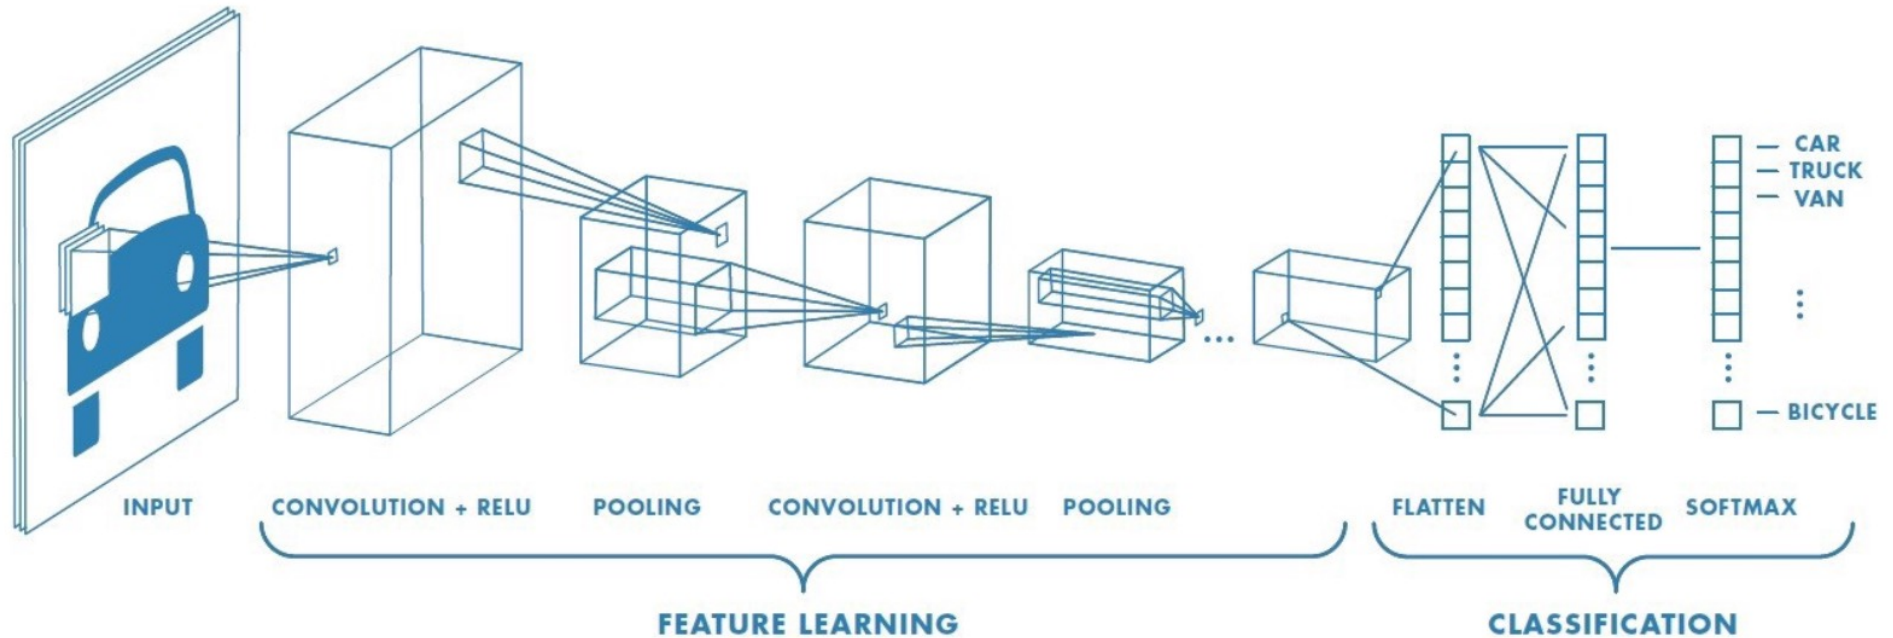 CAR
TRUCK
VAN
BICYCLE
INPUT
CONVOLUTION + RELU
POOLING
CONVOLUTION + RELU
POOLING
FLATTEN
FULLY
CONNECTED
SOFTMAX
FEATURE LEARNING
CLASSIFICATION